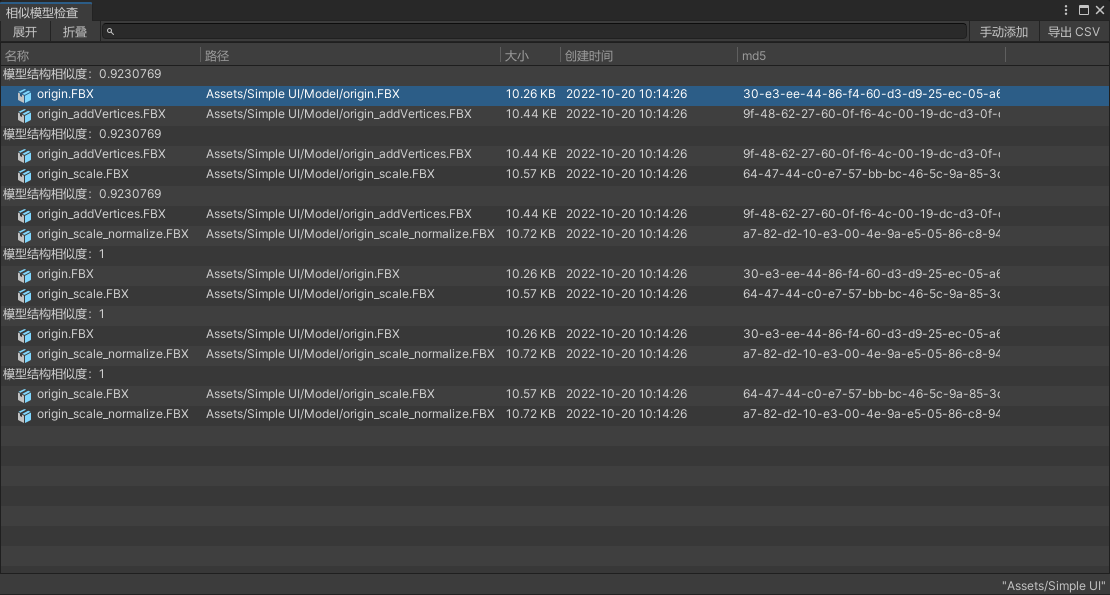 相似模型检查
展开 折叠 手动添加 导出 CSV
名称 路径 大小 创建时间 md5
模型结构相似度：0.9230769
origin.FBX Assets/Simple UI/Model/origin.FBX 10.26 KB 2022-10-20 10:14:26 30-e3-ee-44-86-f4-60-d3-d9-25-ec-05-a6
origin_addVertices.FBX Assets/Simple UI/Model/origin_addVertices.FBX 10.44 KB 2022-10-20 10:14:26 9f-48-62-27-60-0f-f6-4c-00-19-dc-d3-0f-
模型结构相似度：0.9230769
origin_addVertices.FBX Assets/Simple UI/Model/origin_addVertices.FBX 10.44 KB 2022-10-20 10:14:26 9f-48-62-27-60-0f-f6-4c-00-19-dc-d3-0f-
origin_scale.FBX Assets/Simple UI/Model/origin_scale.FBX 10.57 KB 2022-10-20 10:14:26 64-47-44-c0-e7-57-bb-bc-46-5c-9a-85-3c
模型结构相似度：0.9230769
origin_addVertices.FBX Assets/Simple UI/Model/origin_addVertices.FBX 10.44 KB 2022-10-20 10:14:26 9f-48-62-27-60-0f-f6-4c-00-19-dc-d3-0f-
origin_scale_normalize.FBX Assets/Simple UI/Model/origin_scale_normalize.FBX 10.72 KB 2022-10-20 10:14:26 a7-82-d2-10-e3-00-4e-9a-e5-05-86-c8-94
模型结构相似度：1
origin.FBX Assets/Simple UI/Model/origin.FBX 10.26 KB 2022-10-20 10:14:26 30-e3-ee-44-86-f4-60-d3-d9-25-ec-05-a6
origin_scale.FBX Assets/Simple UI/Model/origin_scale.FBX 10.57 KB 2022-10-20 10:14:26 64-47-44-c0-e7-57-bb-bc-46-5c-9a-85-3c
模型结构相似度：1
origin.FBX Assets/Simple UI/Model/origin.FBX 10.26 KB 2022-10-20 10:14:26 30-e3-ee-44-86-f4-60-d3-d9-25-ec-05-a6
origin_scale_normalize.FBX Assets/Simple UI/Model/origin_scale_normalize.FBX 10.72 KB 2022-10-20 10:14:26 a7-82-d2-10-e3-00-4e-9a-e5-05-86-c8-94
模型结构相似度：1
origin_scale.FBX Assets/Simple UI/Model/origin_scale.FBX 10.57 KB 2022-10-20 10:14:26 64-47-44-c0-e7-57-bb-bc-46-5c-9a-85-3c
origin_scale_normalize.FBX Assets/Simple UI/Model/origin_scale_normalize.FBX 10.72 KB 2022-10-20 10:14:26 a7-82-d2-10-e3-00-4e-9a-e5-05-86-c8-94
"Assets/Simple UI"